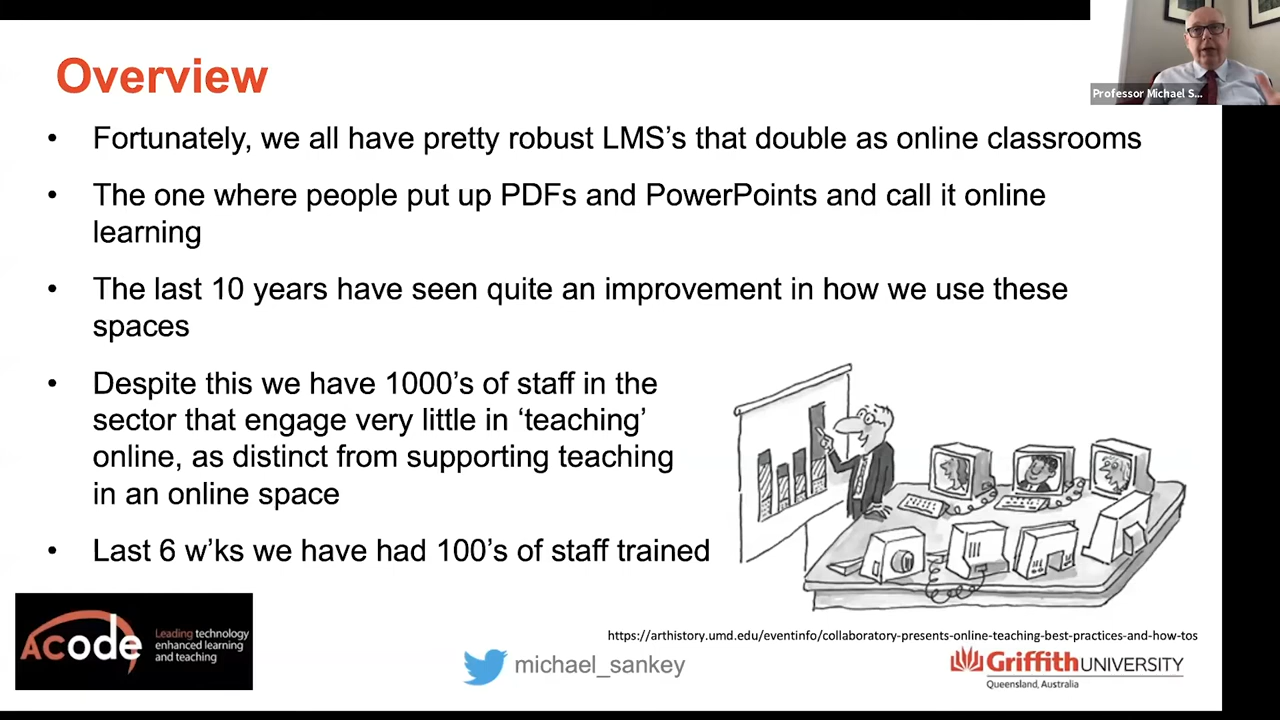 Overview
Professor Michael S...
• Fortunately, we all have pretty robust LMS's that double as online classrooms
• The one where people put up PDFs and PowerPoints and call it online
learning
• The last 10 years have seen quite an improvement in how we use these
spaces
• Despite this we have 1000's of staff in the
sector that engage very little in ‘teaching’
online, as distinct from supporting teaching
in an online space
• Last 6 w'ks we have had 100's of staff trained
https://arthistory.umd.edu/eventinfo/collaboratory-presents-online-teaching-best-practices-and-how-tos
ACode
Leading technology
enhanced learning
and teaching
michael_sankey
Griffith UNIVERSITY
Queensland, Australia